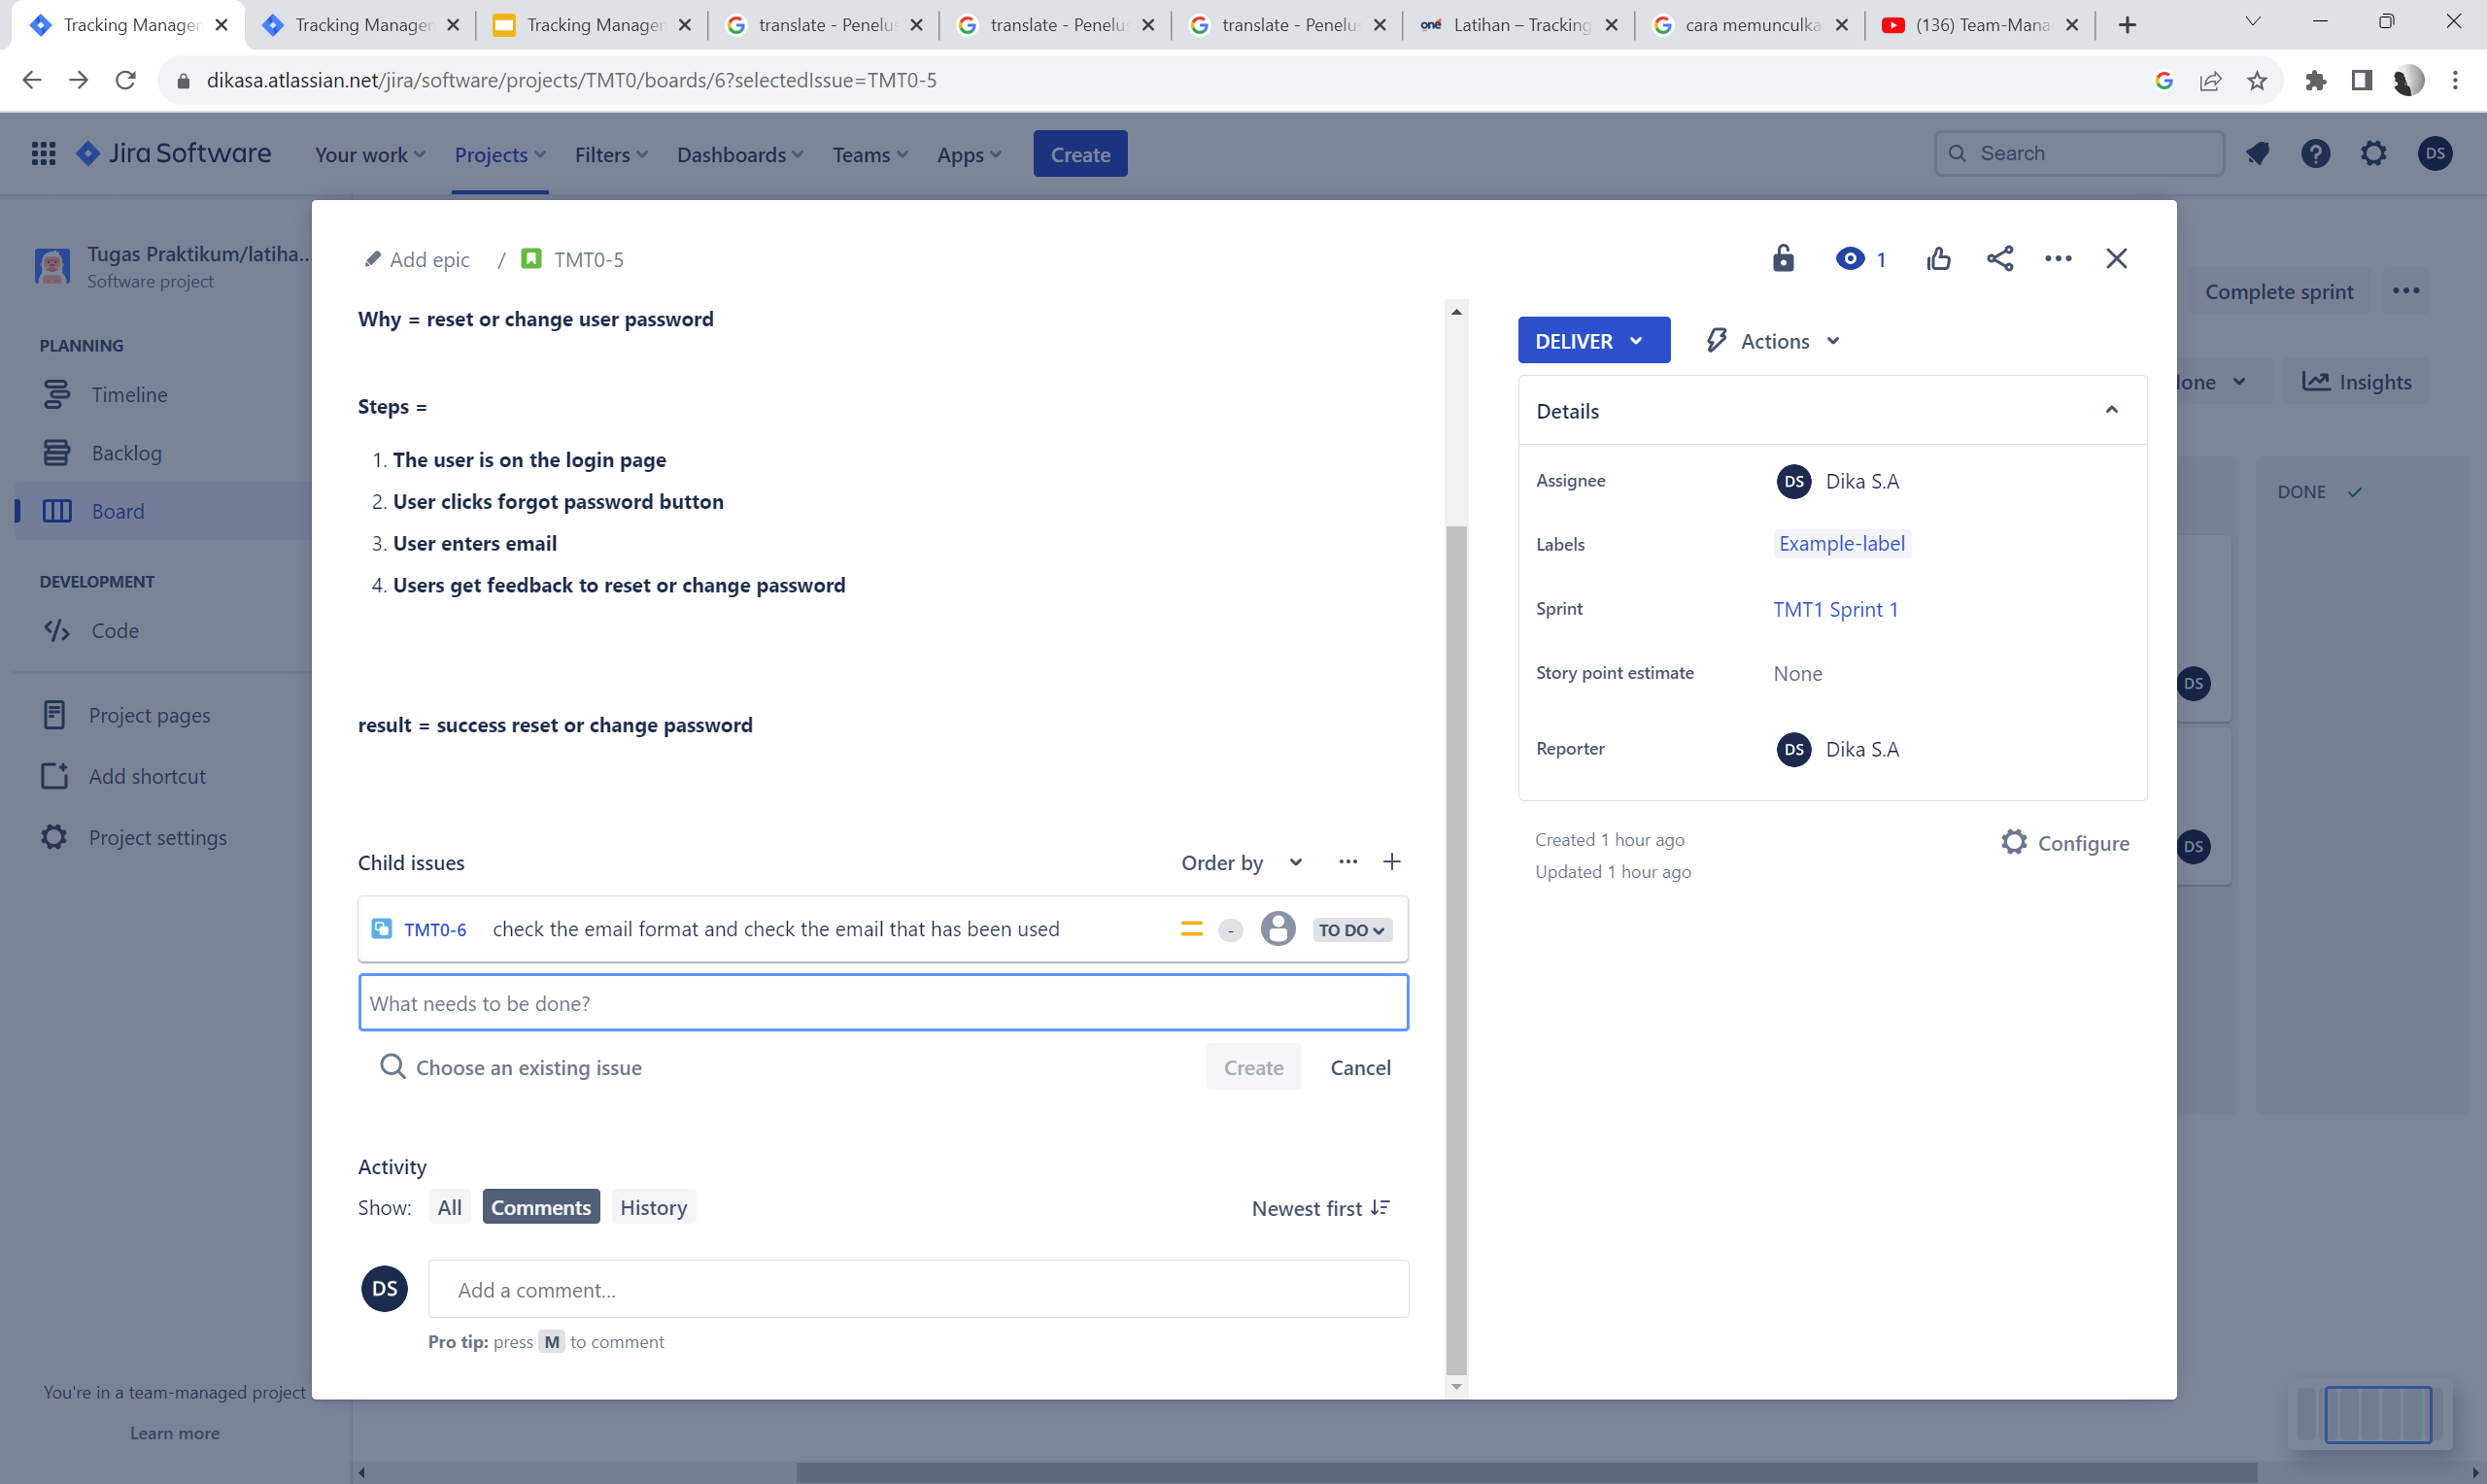 Tracking Manager
Tracking Manager
Tracking Manager
translate - Penelus
translate - Penelus
translate - Penelus
one
Latihan – Tracking
cara memunculka
(136) Team-Mana
dikasa.atlassian.net/jira/software/projects/TMT0/boards/6?selectedIssue=TMT0-5
Jira Software
Your work
Projects
Filters
Dashboards
Teams
Apps
Create
Search
DS
Tugas Praktikum/latiha...
Software project
PLANNING
Timeline
Backlog
Board
DEVELOPMENT
Code
Project pages
Add shortcut
Project settings
You're in a team-managed project
Learn more
Add epic / TMT0-5
1
Why = reset or change user password
Steps =
1. The user is on the login page
2. User clicks forgot password button
3. User enters email
4. Users get feedback to reset or change password
result = success reset or change password
Child issues
Order by
TMT0-6 check the email format and check the email that has been used
-
TO DO
What needs to be done?
Choose an existing issue
Create
Cancel
Activity
Show: All Comments History
Newest first
DS
Add a comment...
Pro tip: press M to comment
DELIVER
Actions
Details
Assignee
DS Dika S.A
Labels
Example-label
Sprint
TMT1 Sprint 1
Story point estimate
None
Reporter
DS Dika S.A
Created 1 hour ago
Updated 1 hour ago
Configure
Complete sprint
Insights
DONE
DS
DS